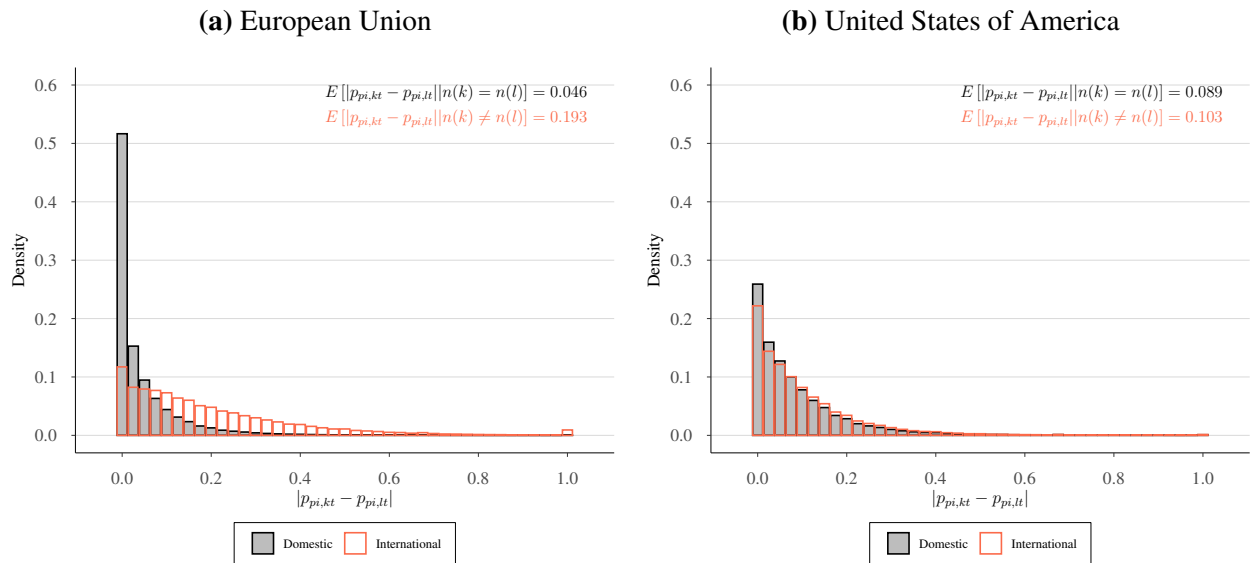 (a) European Union
0.6
0.5
0.4
0.3
0.2
0.1
0.0
Density
E [|p_{pi,kt} − p_{pi,lt}||n(k) = n(l)] = 0.046
E [|p_{pi,kt} − p_{pi,lt}||n(k) ≠ n(l)] = 0.193
0.0 0.2 0.4 0.6 0.8 1.0
|p_{pi,kt} − p_{pi,lt}|
Domestic International
(b) United States of America
0.6
0.5
0.4
0.3
0.2
0.1
0.0
Density
E [|p_{pi,kt} − p_{pi,lt}||n(k) = n(l)] = 0.089
E [|p_{pi,kt} − p_{pi,lt}||n(k) ≠ n(l)] = 0.103
0.0 0.2 0.4 0.6 0.8 1.0
|p_{pi,kt} − p_{pi,lt}|
Domestic International